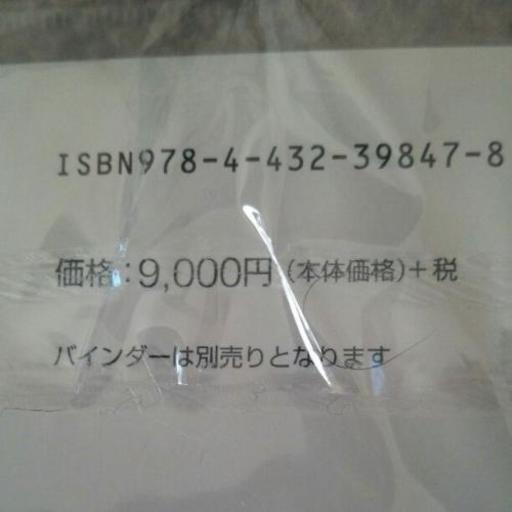 ISBN978-4-432-39847-8
価格：9,000円（本体価格）+税
バインダーは別売りとなります